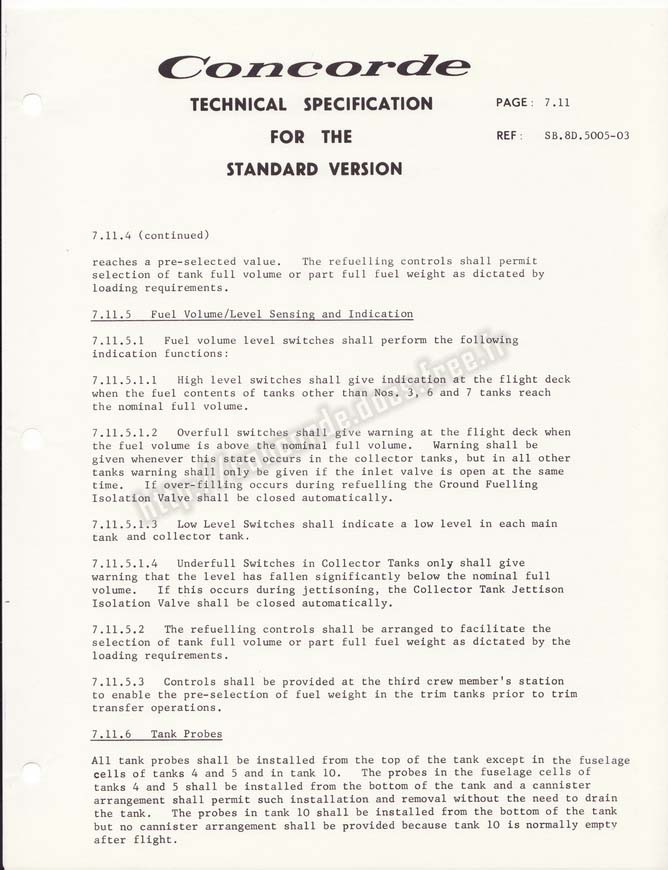 Concorde
TECHNICAL SPECIFICATION
FOR THE
STANDARD VERSION
PAGE: 7.11
REF: SB.8D.5005-03
7.11.4 (continued)
reaches a pre-selected value. The refuelling controls shall permit
selection of tank full volume or part full fuel weight as dictated by
loading requirements.
7.11.5 Fuel Volume/Level Sensing and Indication
7.11.5.1 Fuel volume level switches shall perform the following
indication functions:
7.11.5.1.1 High level switches shall give indication at the flight deck
when the fuel contents of tanks other than Nos. 3, 6 and 7 tanks reach
the nominal full volume.
7.11.5.1.2 Overfull switches shall give warning at the flight deck when
the fuel volume is above the nominal full volume. Warning shall be
given whenever this state occurs in the collector tanks, but in all other
tanks warning shall only be given if the inlet valve is open at the same
time. If over-filling occurs during refuelling the Ground Fuelling
Isolation Valve shall be closed automatically.
7.11.5.1.3 Low Level Switches shall indicate a low level in each main
tank and collector tank.
7.11.5.1.4 Underfull Switches in Collector Tanks only shall give
warning that the level has fallen significantly below the nominal full
volume. If this occurs during jettisoning, the Collector Tank Jettison
Isolation Valve shall be closed automatically.
7.11.5.2 The refuelling controls shall be arranged to facilitate the
selection of tank full volume or part full fuel weight as dictated by the
loading requirements.
7.11.5.3 Controls shall be provided at the third crew member's station
to enable the pre-selection of fuel weight in the trim tanks prior to trim
transfer operations.
7.11.6 Tank Probes
All tank probes shall be installed from the top of the tank except in the fuselage
cells of tanks 4 and 5 and in tank 10. The probes in the fuselage cells of
tanks 4 and 5 shall be installed from the bottom of the tank and a cannister
arrangement shall permit such installation and removal without the need to drain
the tank. The probes in tank 10 shall be installed from the bottom of the tank
but no cannister arrangement shall be provided because tank 10 is normally empty
after flight.
http://concorde.docs.free.fr